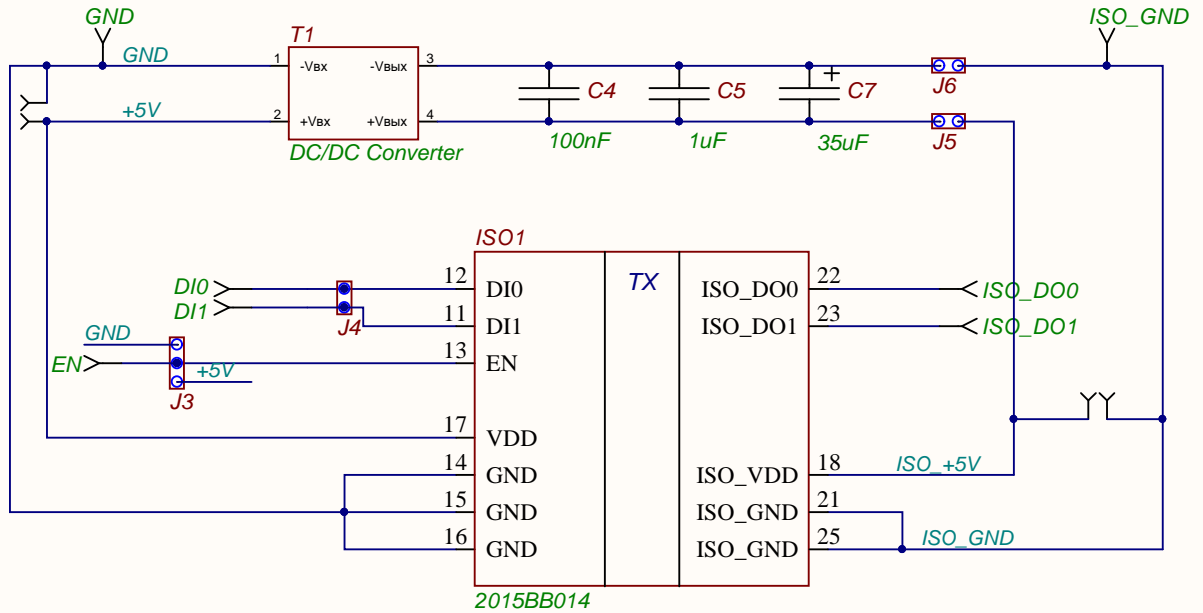 GND
ISO_GND
T1
GND
1
-Vвх
-Vвых
3
+
C4
C5
C7
J6
+5V
2
+Vвх
+Vвых
4
J5
DC/DC Converter
100nF
1uF
35uF
ISO1
DI0
12
DI0
TX
ISO_DO0
22
ISO_DO0
DI1
J4
11
DI1
ISO_DO1
23
ISO_DO1
GND
EN
13
EN
+5V
J3
17
VDD
14
GND
ISO_VDD
18
ISO_+5V
15
GND
ISO_GND
21
16
GND
ISO_GND
25
ISO_GND
2015BB014